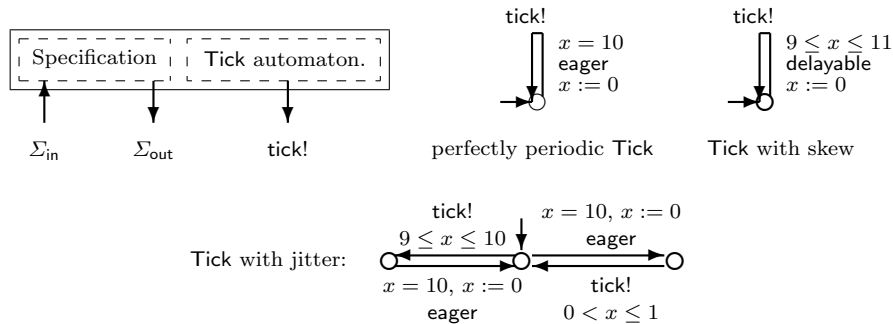 Specification
Tick automaton.
Σin
Σout
tick!
tick!
x = 10
eager
x := 0
perfectly periodic Tick
tick!
9 ≤ x ≤ 11
delayable
x := 0
Tick with skew
Tick with jitter:
tick!
9 ≤ x ≤ 10
x = 10, x := 0
eager
x = 10, x := 0
eager
tick!
0 < x ≤ 1